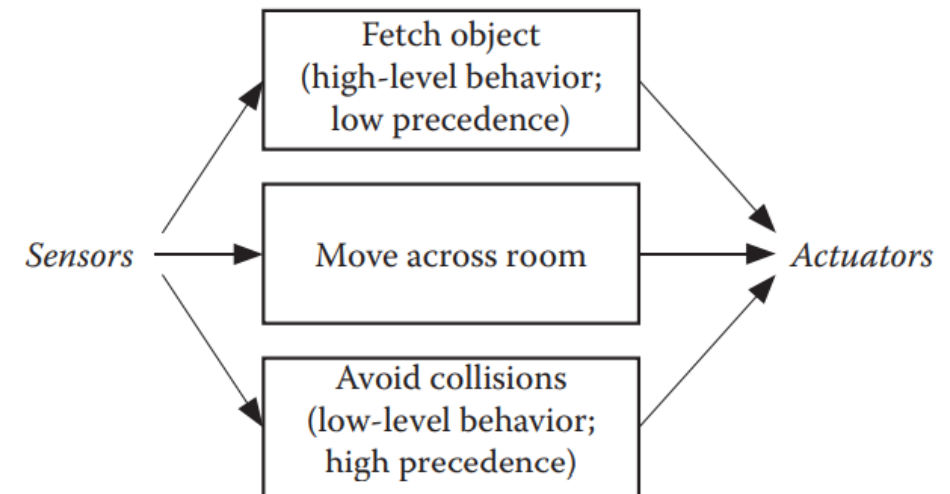 Fetch object
(high-level behavior;
low precedence)
Sensors
Move across room
Actuators
Avoid collisions
(low-level behavior;
high precedence)